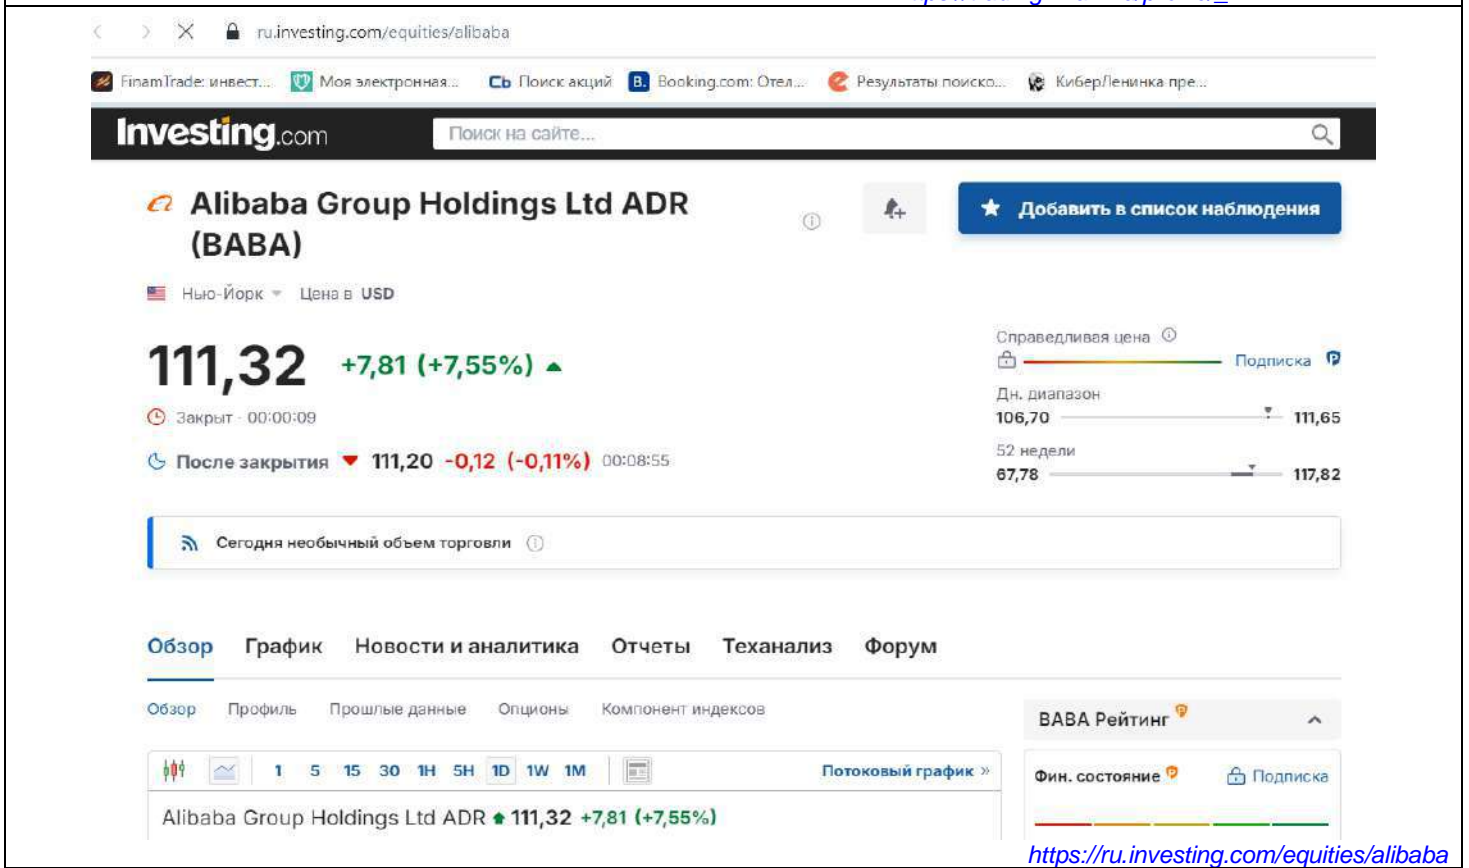 ru.investing.com/equities/alibaba
FinamTrade: инвест... Моя электронная... Сb Поиск акций B. Booking.com: Отел... Результаты поиско... КиберЛенинка пре...
Investing.com Поиск на сайте...
Alibaba Group Holdings Ltd ADR
(BABA)
Добавить в список наблюдения
Нью-Йорк Цена в USD
111,32 +7,81 (+7,55%)
Справедливая цена
Подписка
Закрыт · 00:00:09
Дн. диапазон
106,70 111,65
После закрытия 111,20 -0,12 (-0,11%) 00:08:55
52 недели
67,78 117,82
Сегодня необычный объем торговли
Обзор График Новости и аналитика Отчеты Теханализ Форум
Обзор Профиль Прошлые данные Опционы Компонент индексов
BABA Рейтинг
1 5 15 30 1H 5H 1D 1W 1M Потоковый график »
Фин. состояние Подписка
Alibaba Group Holdings Ltd ADR 111,32 +7,81 (+7,55%)
https://ru.investing.com/equities/alibaba